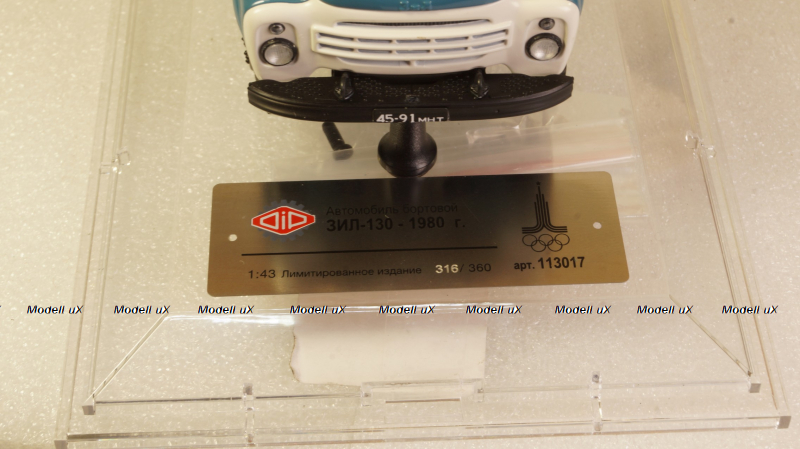 45-91 МНТ
DiP
Автомобиль бортовой
ЗИЛ-130 - 1980 г.
1:43 Лимитированное издание 316/ 360
арт. 113017
Modell uX Modell uX Modell uX Modell uX Modell uX Modell uX Modell uX Modell uX Modell uX